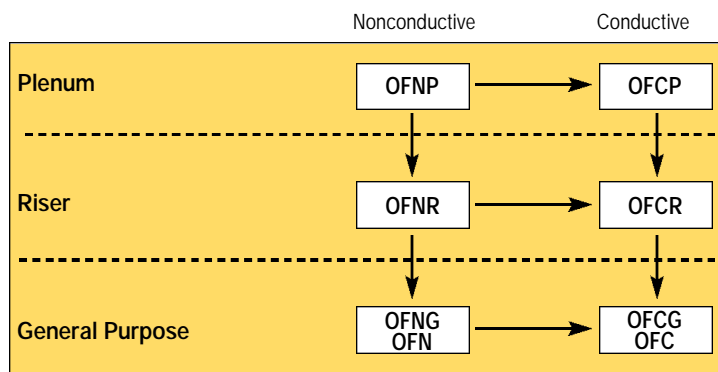 Nonconductive Conductive
Plenum OFNP OFCP
Riser OFNR OFCR
General Purpose OFNG OFCG
OFN OFC